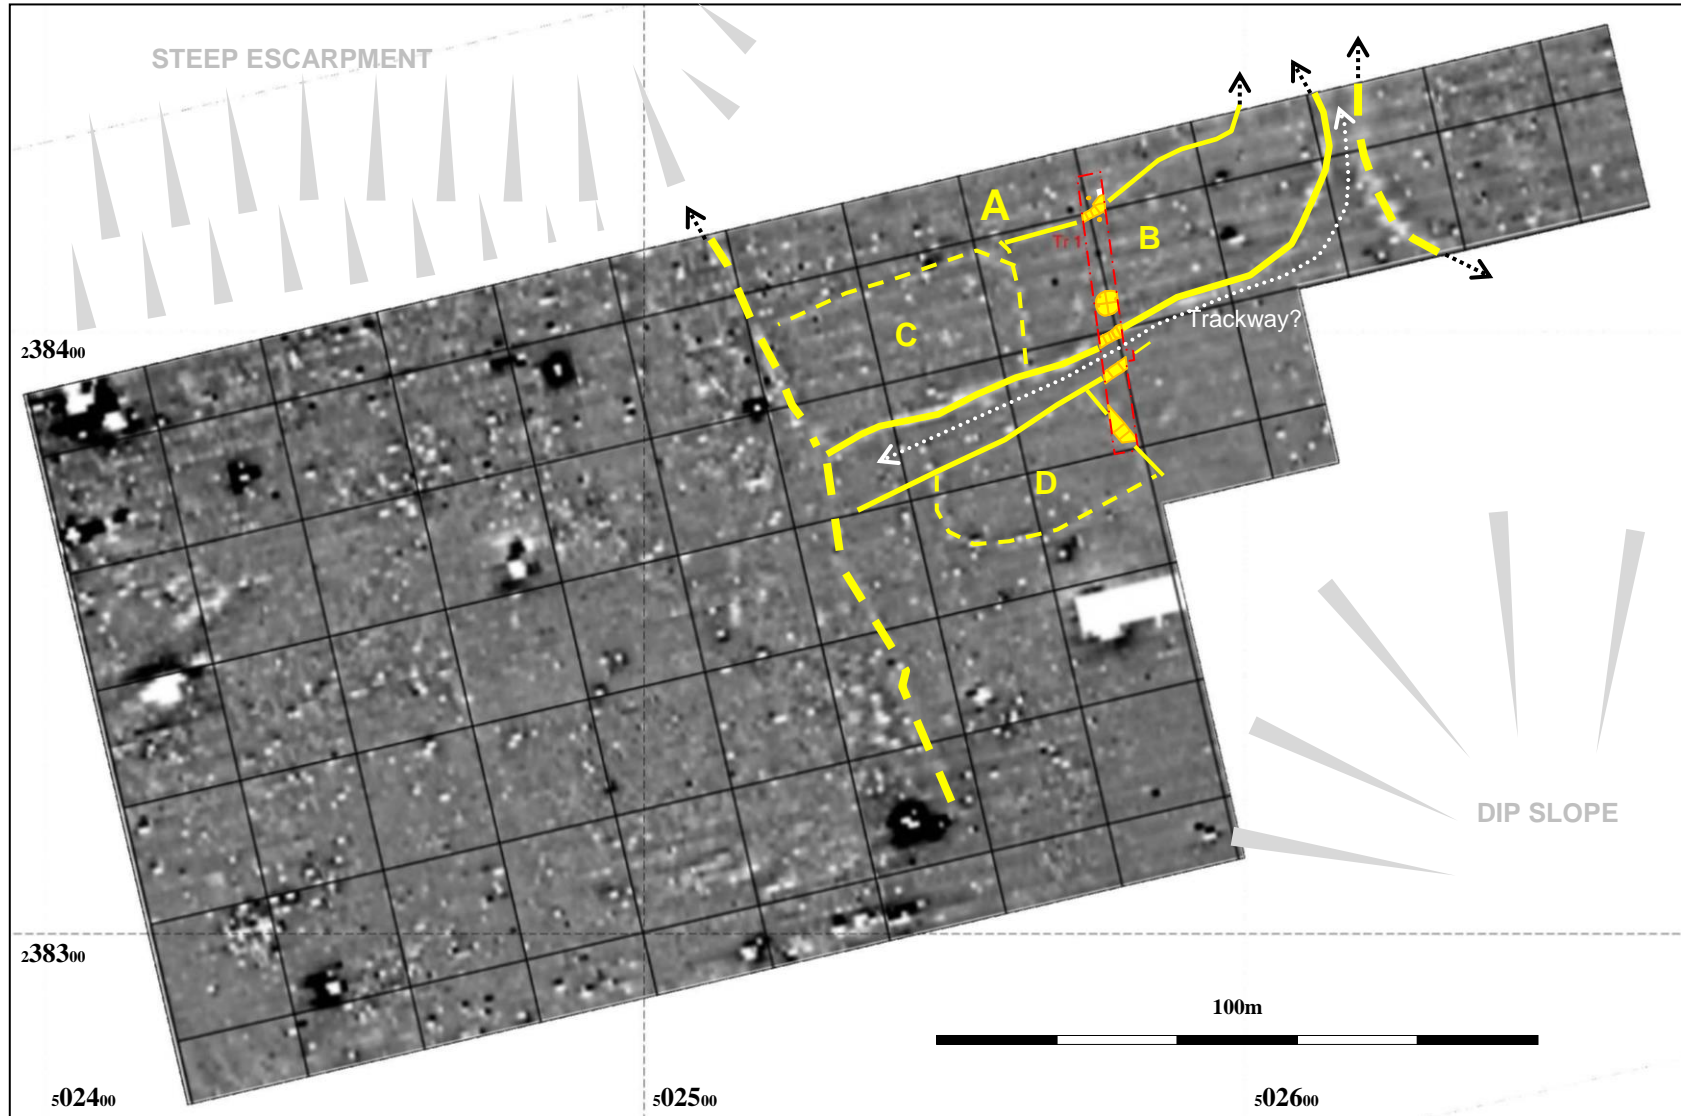 STEEP ESCARPMENT
A
B
Tr 1
Trackway?
C
238400
D
DIP SLOPE
238300
100m
502400
502500
502600